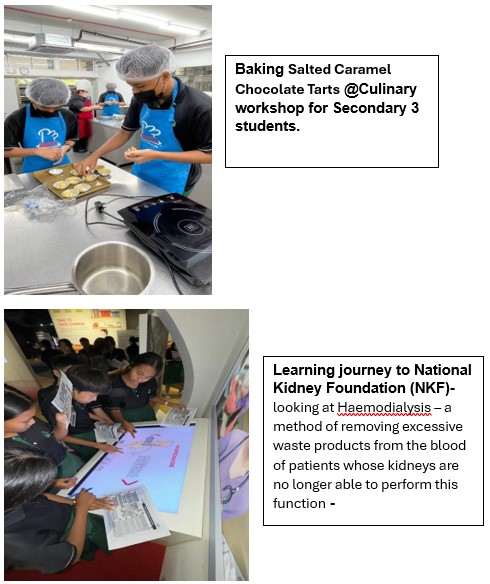 Baking Salted Caramel
Chocolate Tarts @Culinary
workshop for Secondary 3
students.
Learning journey to National
Kidney Foundation (NKF)-
looking at Haemodialysis – a
method of removing excessive
waste products from the blood
of patients whose kidneys are
no longer able to perform this
function -